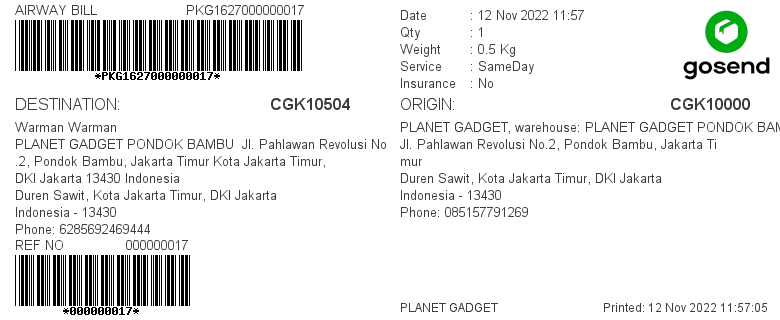 AIRWAY BILL PKG1627000000017
*PKG1627000000017*
Date : 12 Nov 2022 11:57
Qty : 1
Weight : 0.5 Kg
Service : SameDay
Insurance : No
gosend
DESTINATION: CGK10504
Warman Warman
PLANET GADGET PONDOK BAMBU Jl. Pahlawan Revolusi No
.2, Pondok Bambu, Jakarta Timur Kota Jakarta Timur,
DKI Jakarta 13430 Indonesia
Duren Sawit, Kota Jakarta Timur, DKI Jakarta
Indonesia - 13430
Phone: 6285692469444
REF NO 000000017
*000000017*
ORIGIN: CGK10000
PLANET GADGET, warehouse: PLANET GADGET PONDOK BAM
Jl. Pahlawan Revolusi No.2, Pondok Bambu, Jakarta Ti
mur
Duren Sawit, Kota Jakarta Timur, DKI Jakarta
Indonesia - 13430
Phone: 085157791269
PLANET GADGET Printed: 12 Nov 2022 11:57:05